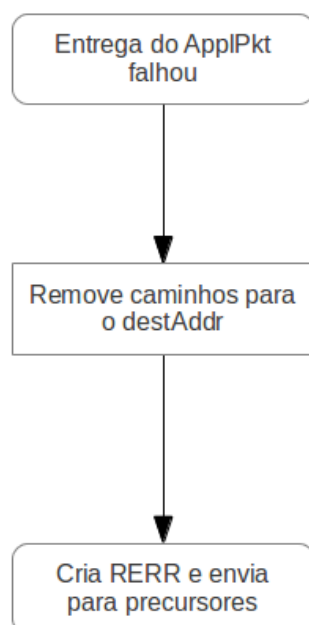 Entrega do ApplPkt
falhou
Remove caminhos para
o destAddr
Cria RERR e envia
para precursores